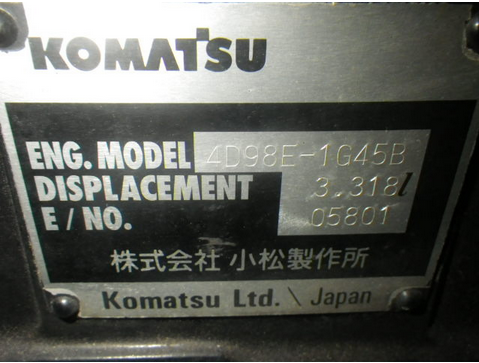 KOMATSU
ENG. MODEL 4D98E-1G45B
DISPLACEMENT 3.318l
E / NO. 05801
株式会社 小松製作所
Komatsu Ltd. \ Japan